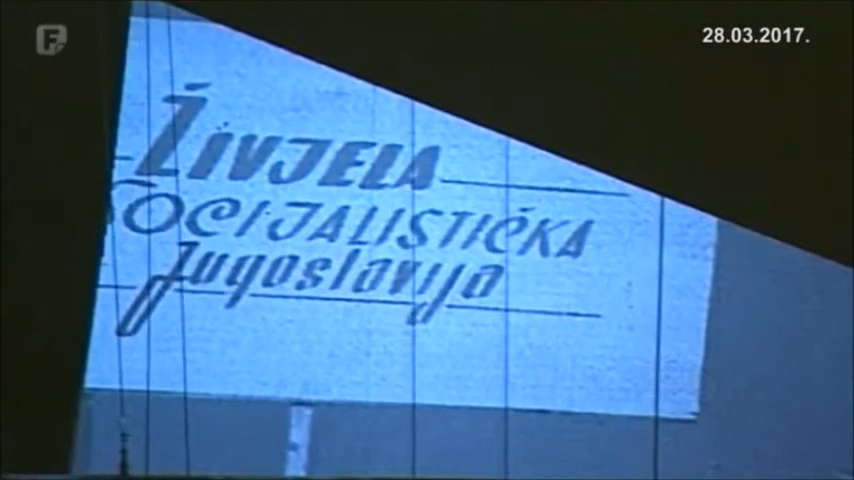 F
28.03.2017.
ŽIVJELA
SOCIJALISTIČKA
Jugoslavija